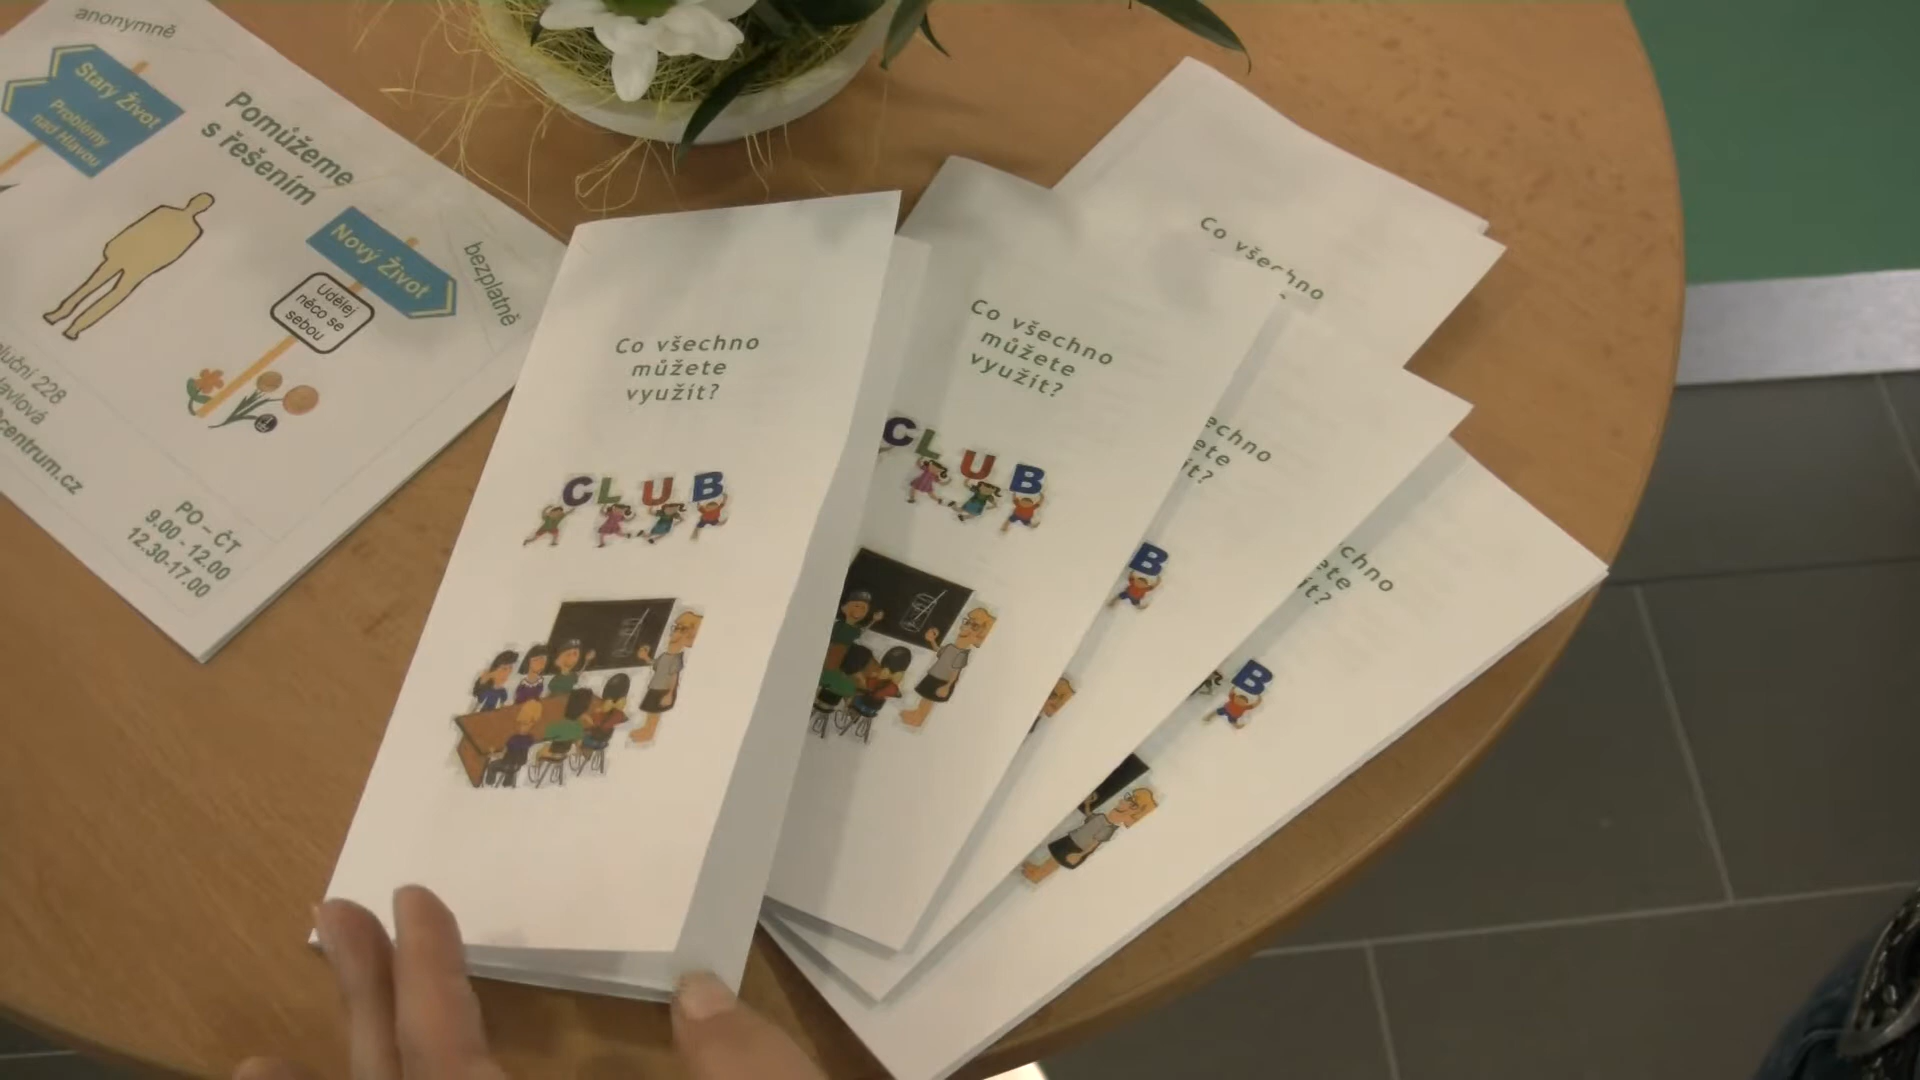 anonymně
Starý Život
Problémy
nad Hlavou
Pomůžeme
s řešením
Nový Život
bezplatně
Udělej
něco se
sebou
228
centrum.cz
PO – ČT
9.00 - 12.00
12.30-17.00
Co všechno
můžete
využít?
CLUB
Co všechno
můžete
využít?
CLUB
Co všechno
B
B